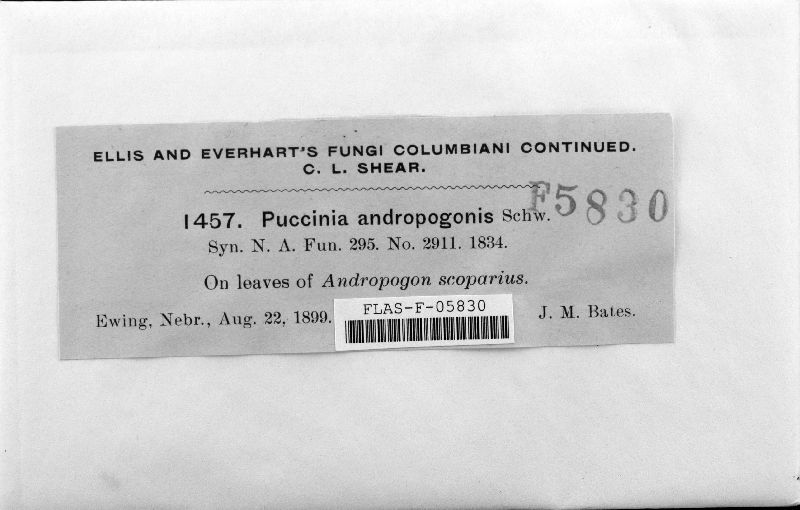 ELLIS AND EVERHART'S FUNGI COLUMBIANI CONTINUED.
C. L. SHEAR.
F5830
1457. Puccinia andropogonis Schw.
Syn. N. A. Fun. 295. No. 2911. 1834.
On leaves of Andropogon scoparius.
Ewing, Nebr., Aug. 22, 1899.
FLAS-F-05830
J. M. Bates.